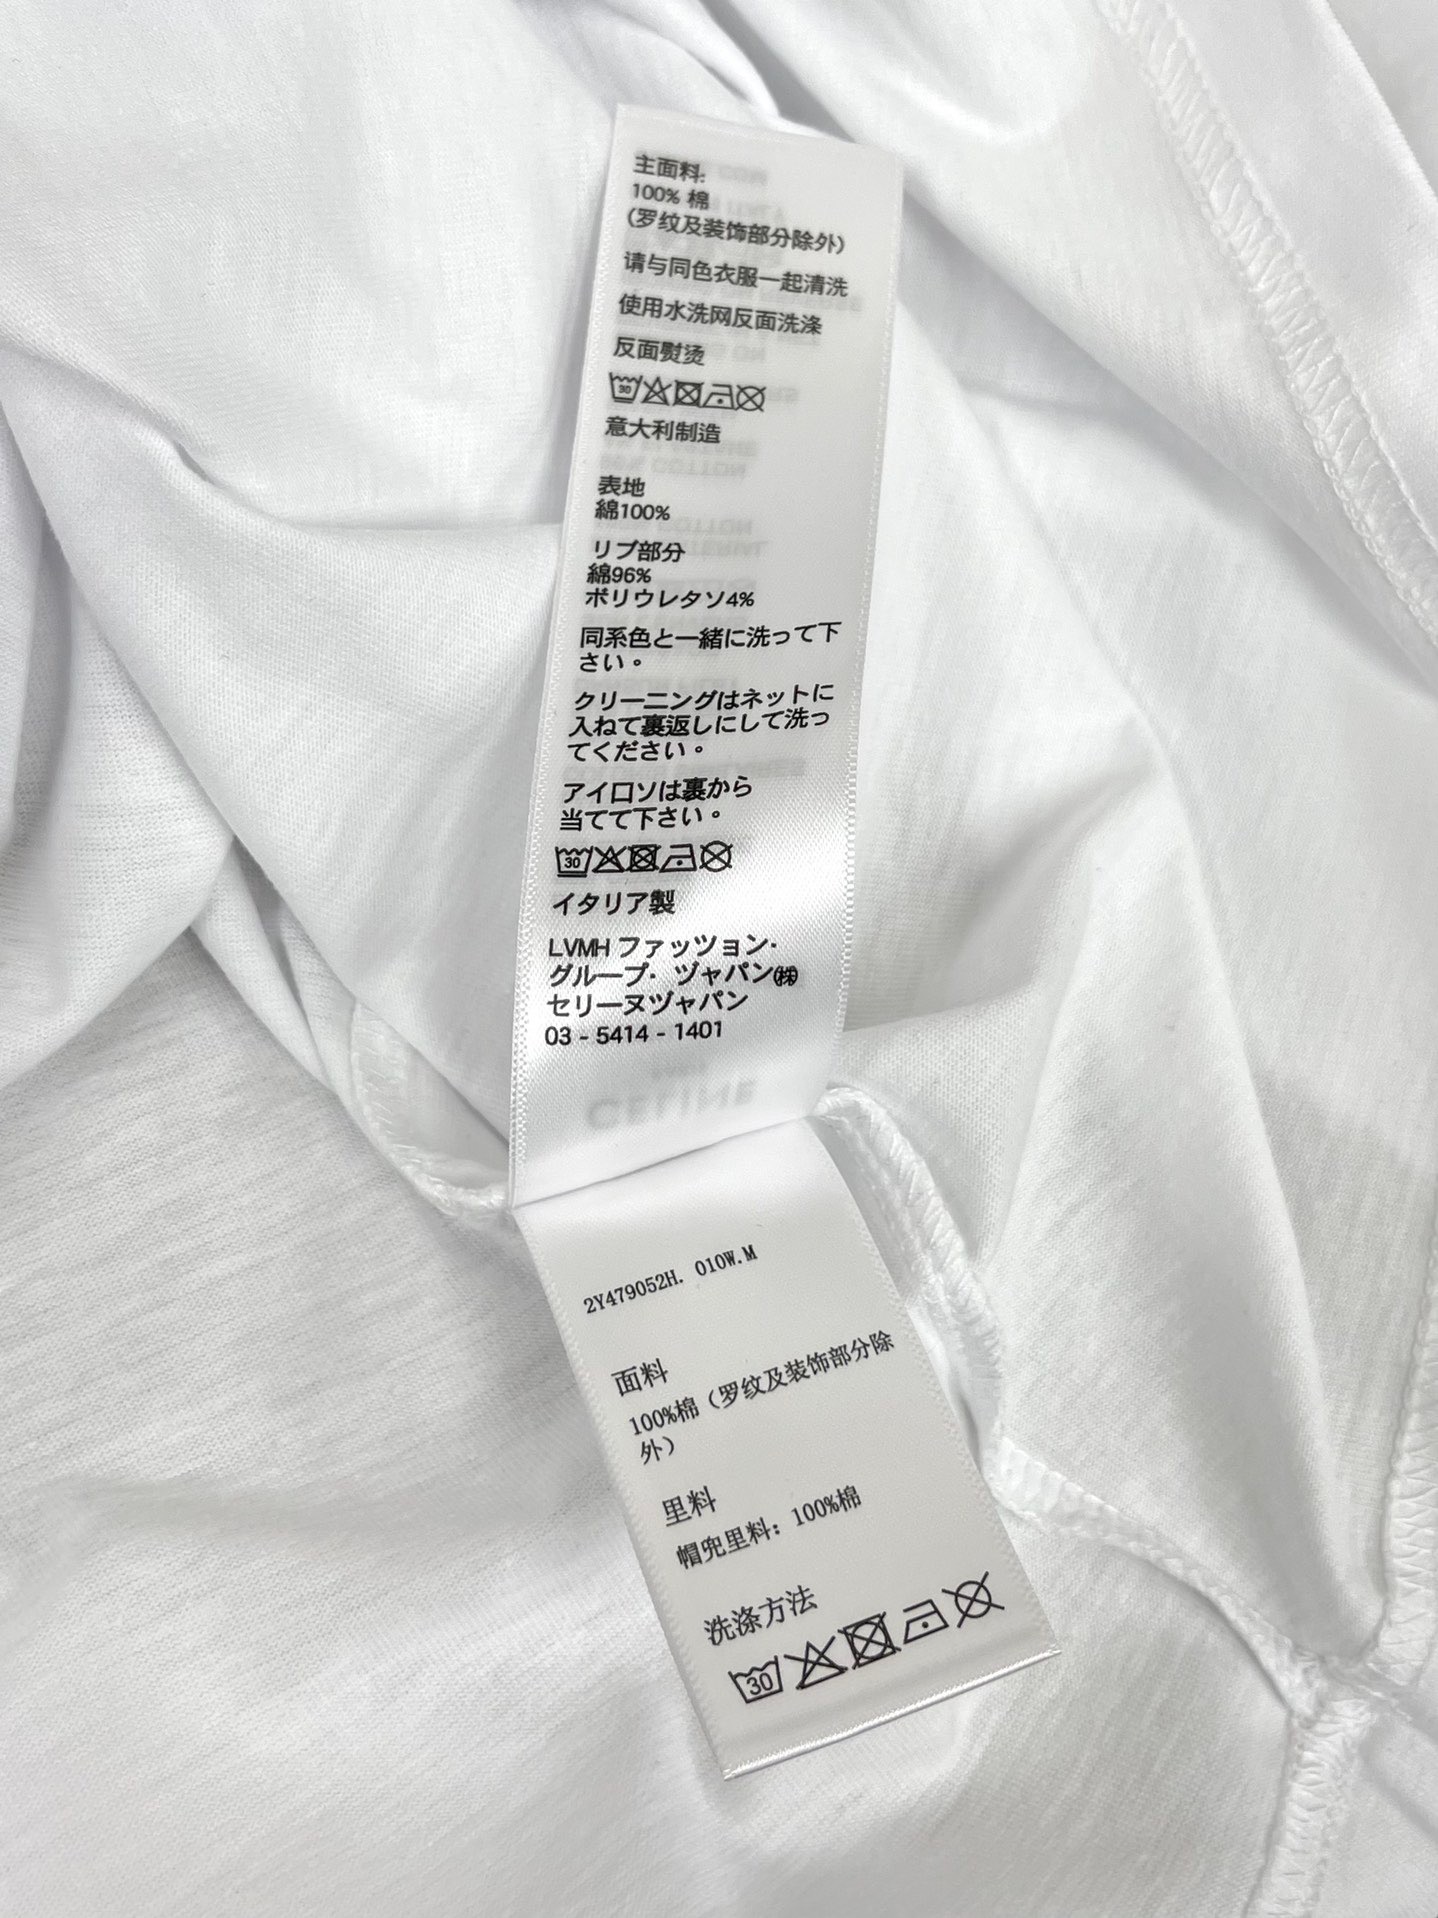 主面料:
100% 棉
(罗纹及装饰部分除外)
请与同色衣服一起清洗
使用水洗网反面洗涤
反面熨烫
30
意大利制造
表地
綿100%
リブ部分
綿96%
ポリウレタソ4%
同系色と一緒に洗って下
さい。
クリーニングはネットに
入ねて裏返しにして洗っ
てください。
アイロソは裏から
当てて下さい。
30
イタリア製
LVMH ファッツョン·
グループ· ヅャパン㈱
セリーヌヅャパン
03 - 5414 - 1401
CELINE
2Y479052H. 010W.M
面料
100%棉（罗纹及装饰部分除
外）
里料
帽兜里料：100%棉
洗涤方法
30